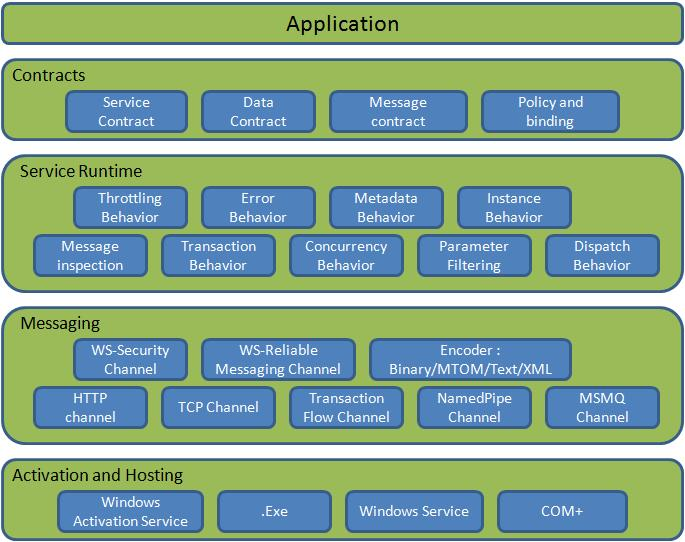 Application
Contracts
Service
Contract
Data
Contract
Message
contract
Policy and
binding
Service Runtime
Throttling
Behavior
Error
Behavior
Metadata
Behavior
Instance
Behavior
Message
inspection
Transaction
Behavior
Concurrency
Behavior
Parameter
Filtering
Dispatch
Behavior
Messaging
WS-Security
Channel
WS-Reliable
Messaging Channel
Encoder :
Binary/MTOM/Text/XML
HTTP
channel
TCP Channel
Transaction
Flow Channel
NamedPipe
Channel
MSMQ
Channel
Activation and Hosting
Windows
Activation Service
.Exe
Windows Service
COM+